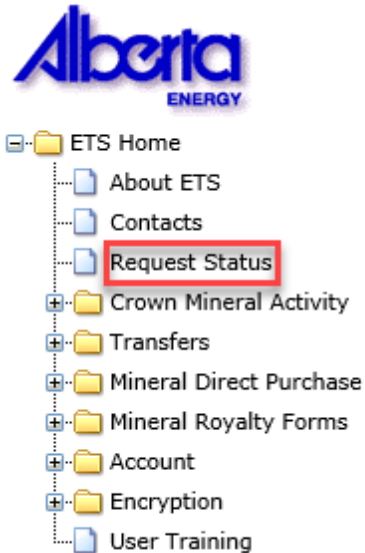 Alberta
ENERGY
ETS Home
About ETS
Contacts
Request Status
Crown Mineral Activity
Transfers
Mineral Direct Purchase
Mineral Royalty Forms
Account
Encryption
User Training